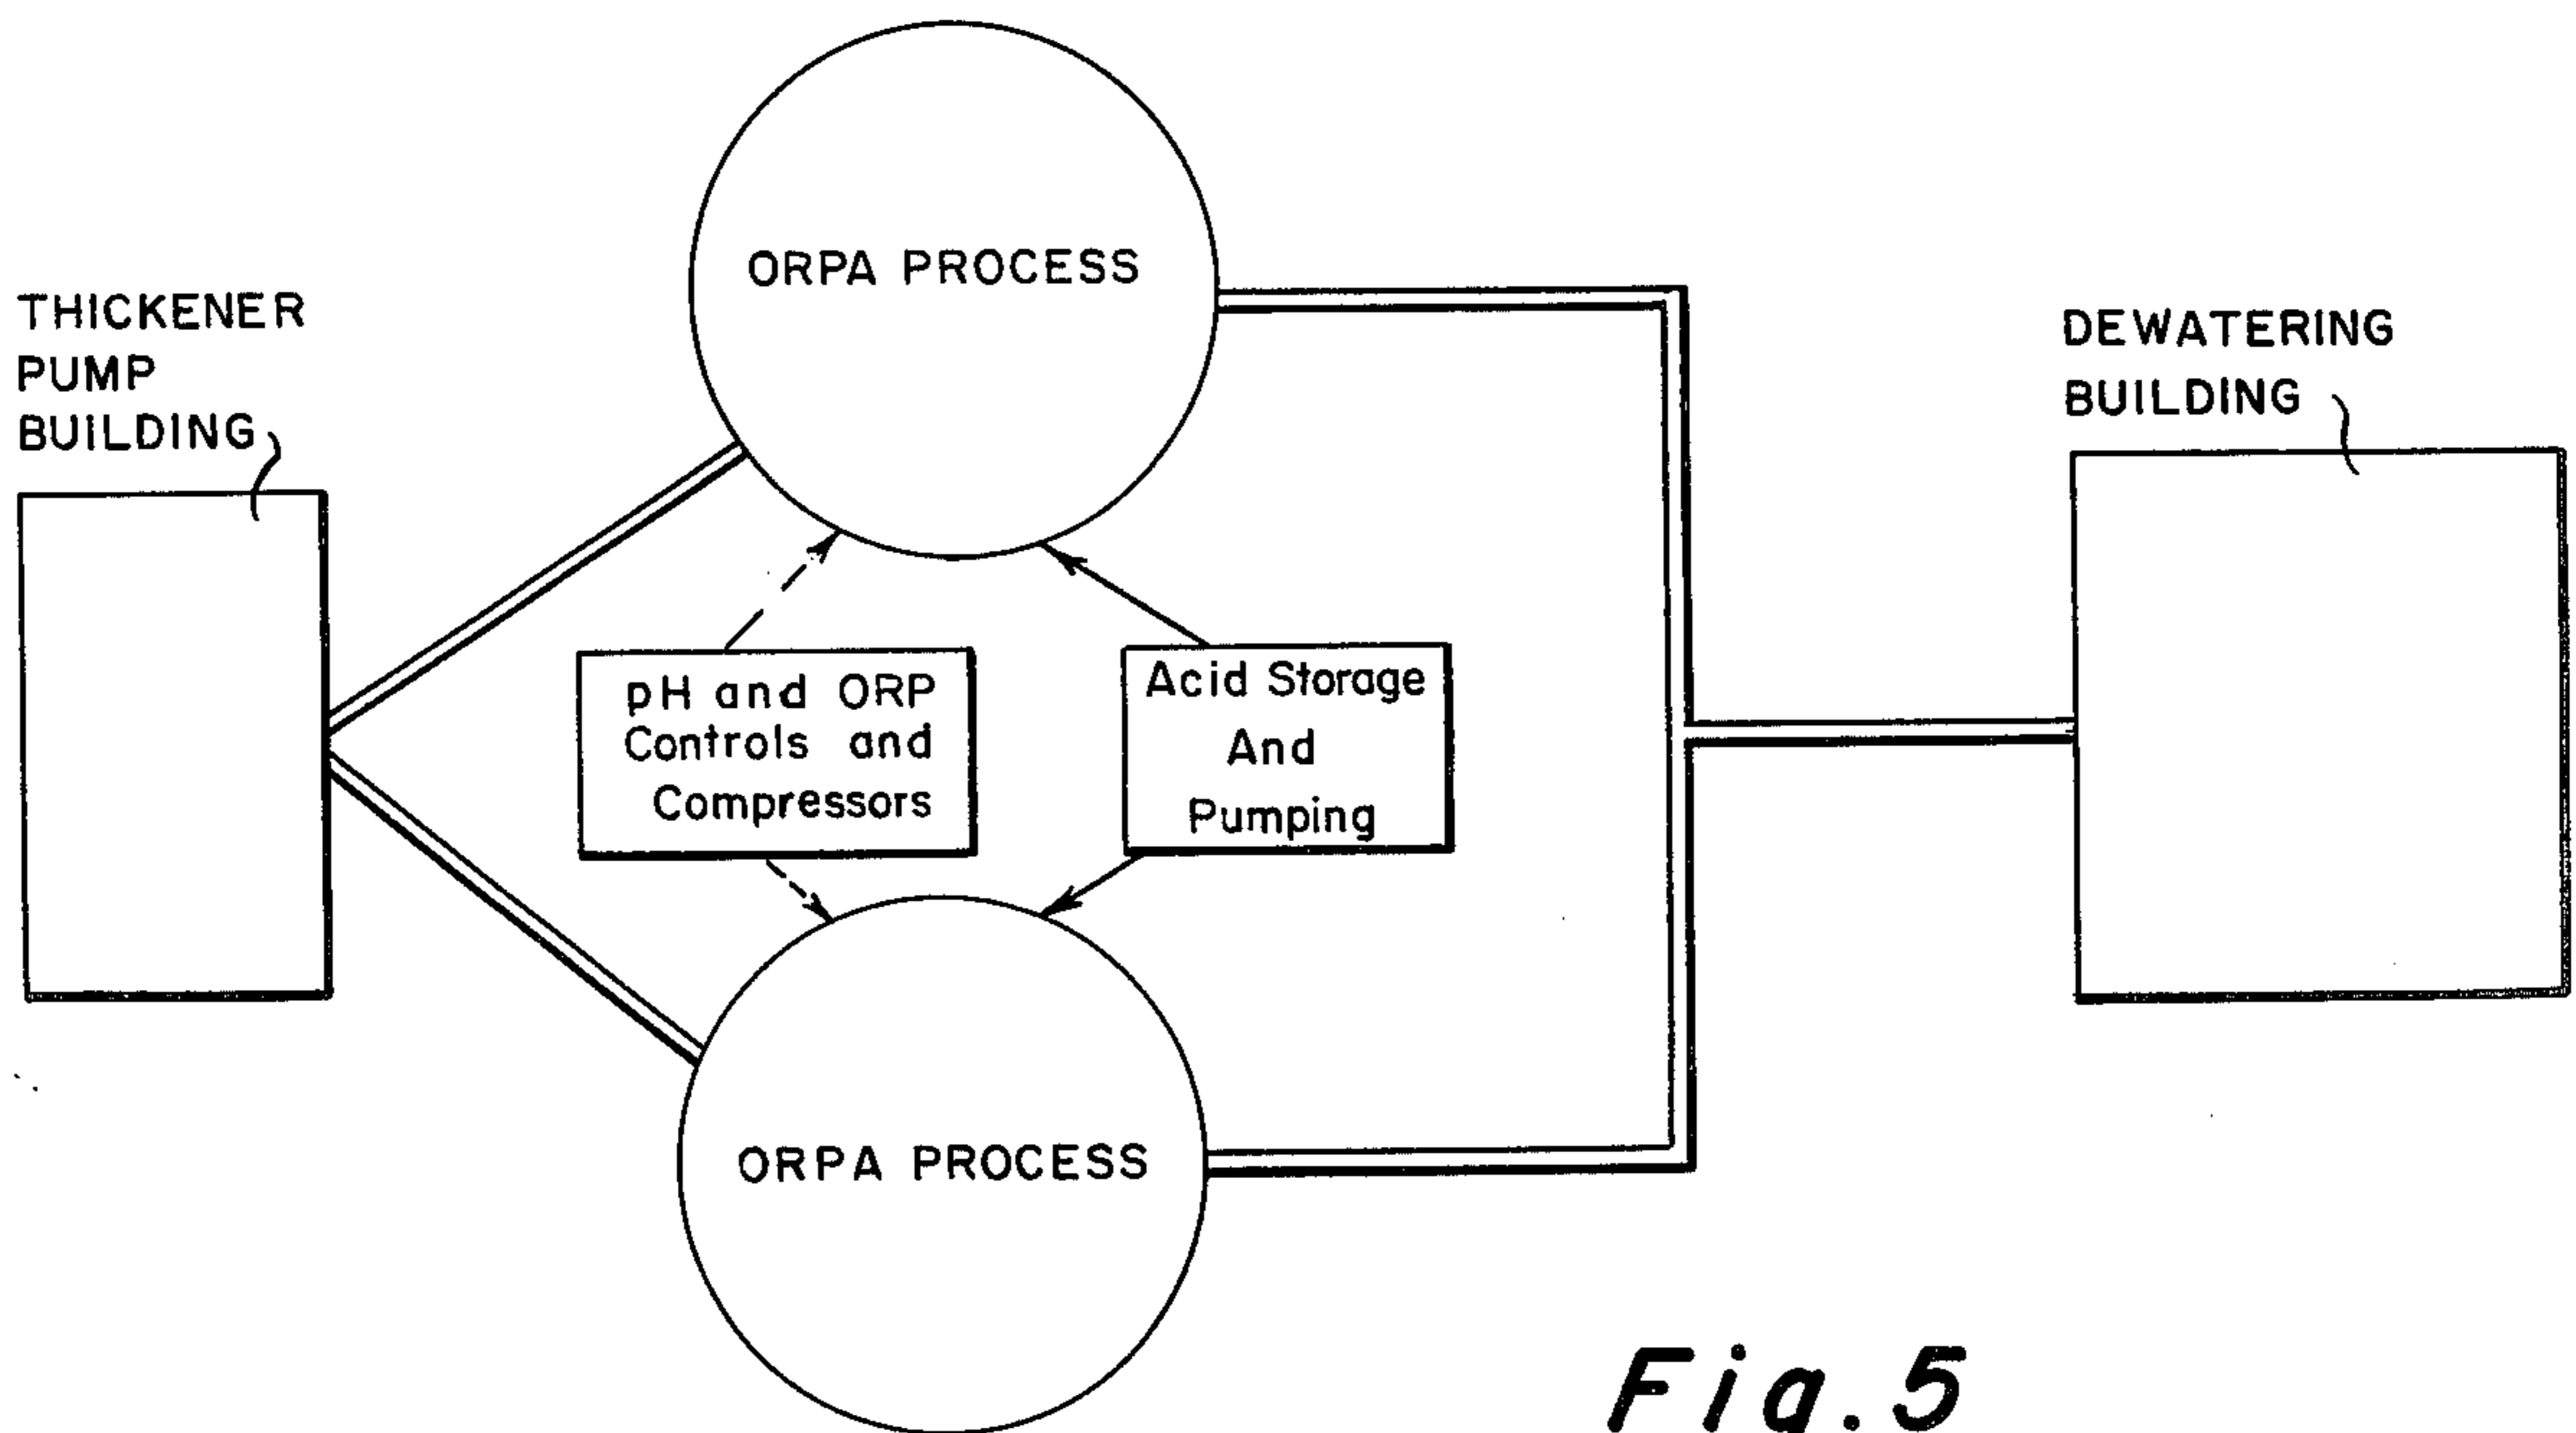 ORPA PROCESS
THICKENER
PUMP
BUILDING
DEWATERING
BUILDING
pH and ORP
Controls and
Compressors
Acid Storage
And
Pumping
ORPA PROCESS
Fig. 5